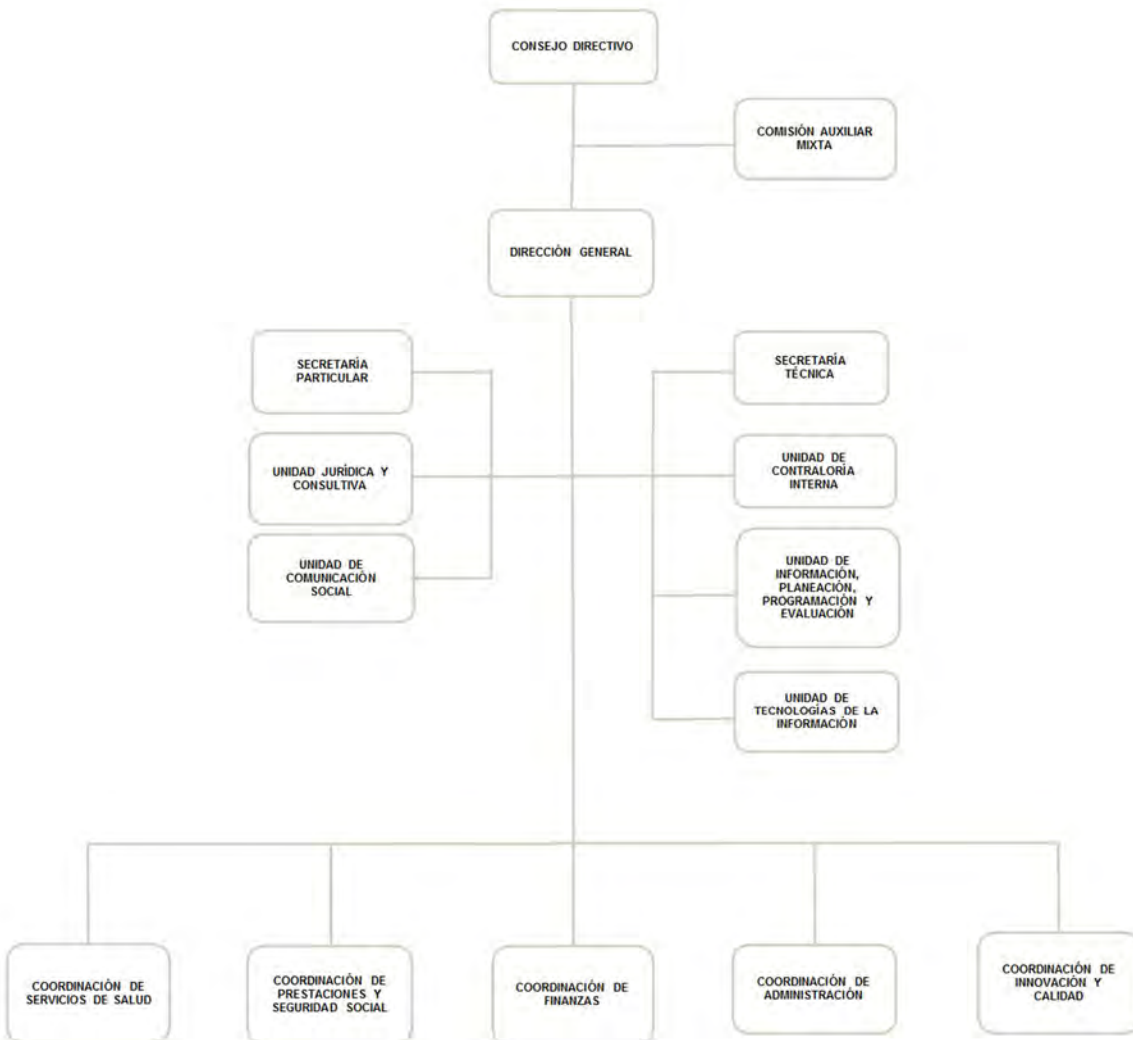 CONSEJO DIRECTIVO
COMISIÓN AUXILIAR
MIXTA
DIRECCIÓN GENERAL
SECRETARÍA
PARTICULAR
SECRETARÍA
TÉCNICA
UNIDAD JURÍDICA Y
CONSULTIVA
UNIDAD DE
CONTRALORÍA
INTERNA
UNIDAD DE
COMUNICACIÓN
SOCIAL
UNIDAD DE
INFORMACIÓN,
PLANEACIÓN,
PROGRAMACIÓN Y
EVALUACIÓN
UNIDAD DE
TECNOLOGÍAS DE LA
INFORMACIÓN
COORDINACIÓN DE
SERVICIOS DE SALUD
COORDINACIÓN DE
PRESTACIONES Y
SEGURIDAD SOCIAL
COORDINACIÓN DE
FINANZAS
COORDINACIÓN DE
ADMINISTRACIÓN
COORDINACIÓN DE
INNOVACIÓN Y
CALIDAD